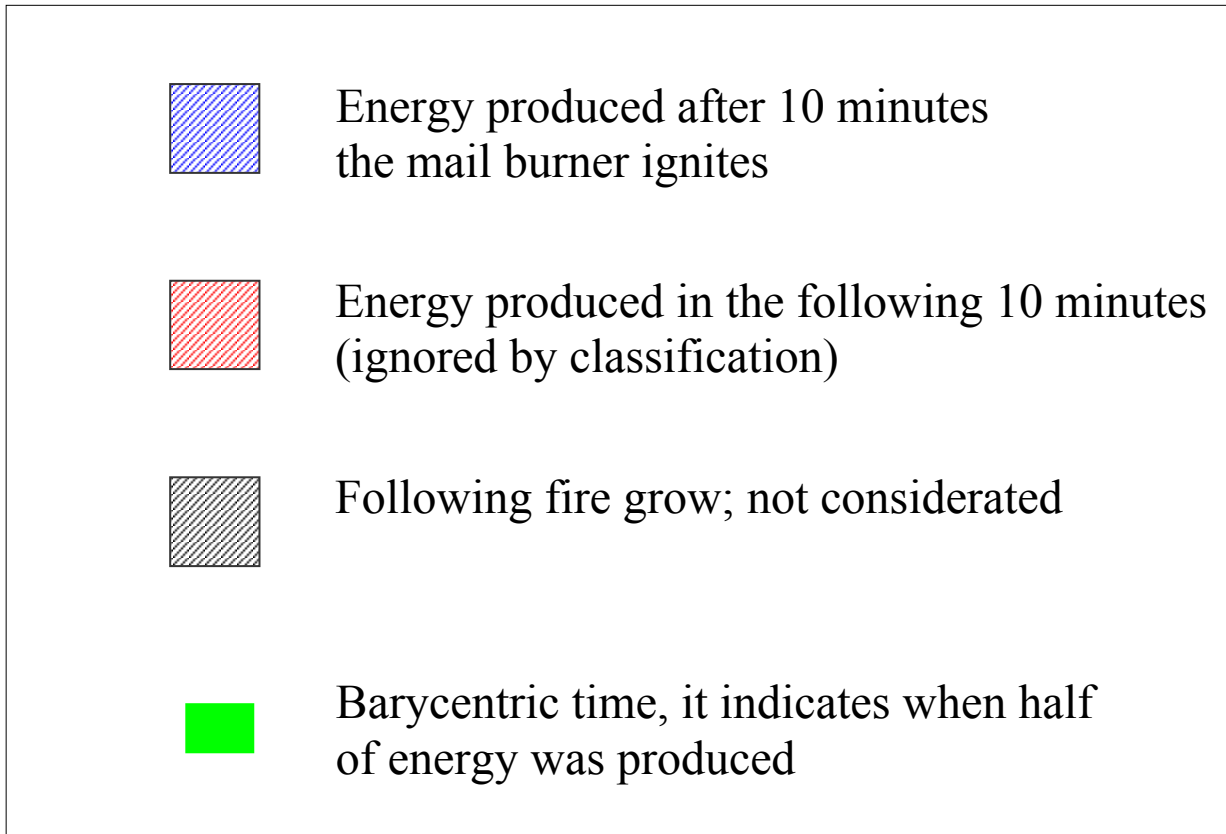 Energy produced after 10 minutes
the mail burner ignites
Energy produced in the following 10 minutes
(ignored by classification)
Following fire grow; not considerated
Barycentric time, it indicates when half
of energy was produced